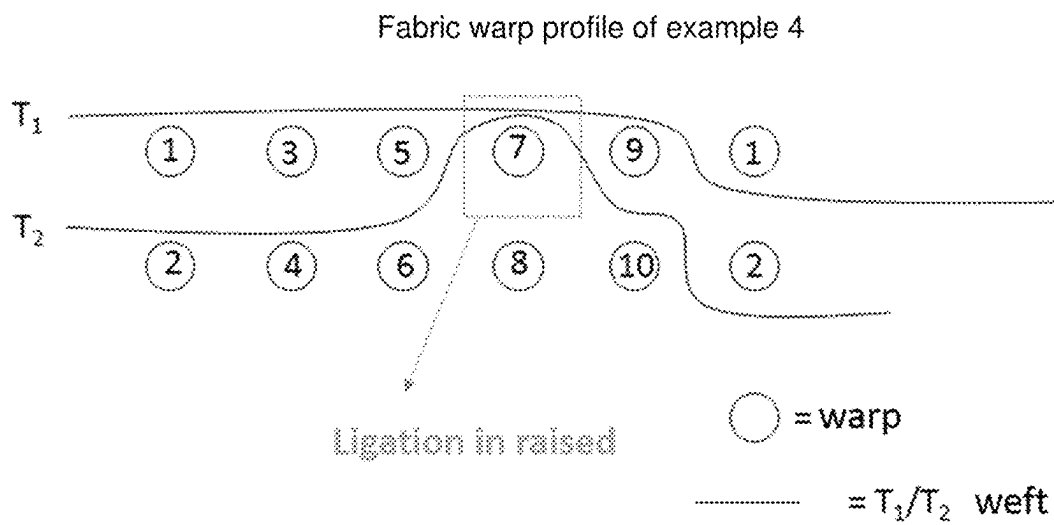 Fabric warp profile of example 4
T₁
1 3 5 7 9 1
T₂
2 4 6 8 10 2
Ligation in raised
= warp
= T₁/T₂ weft